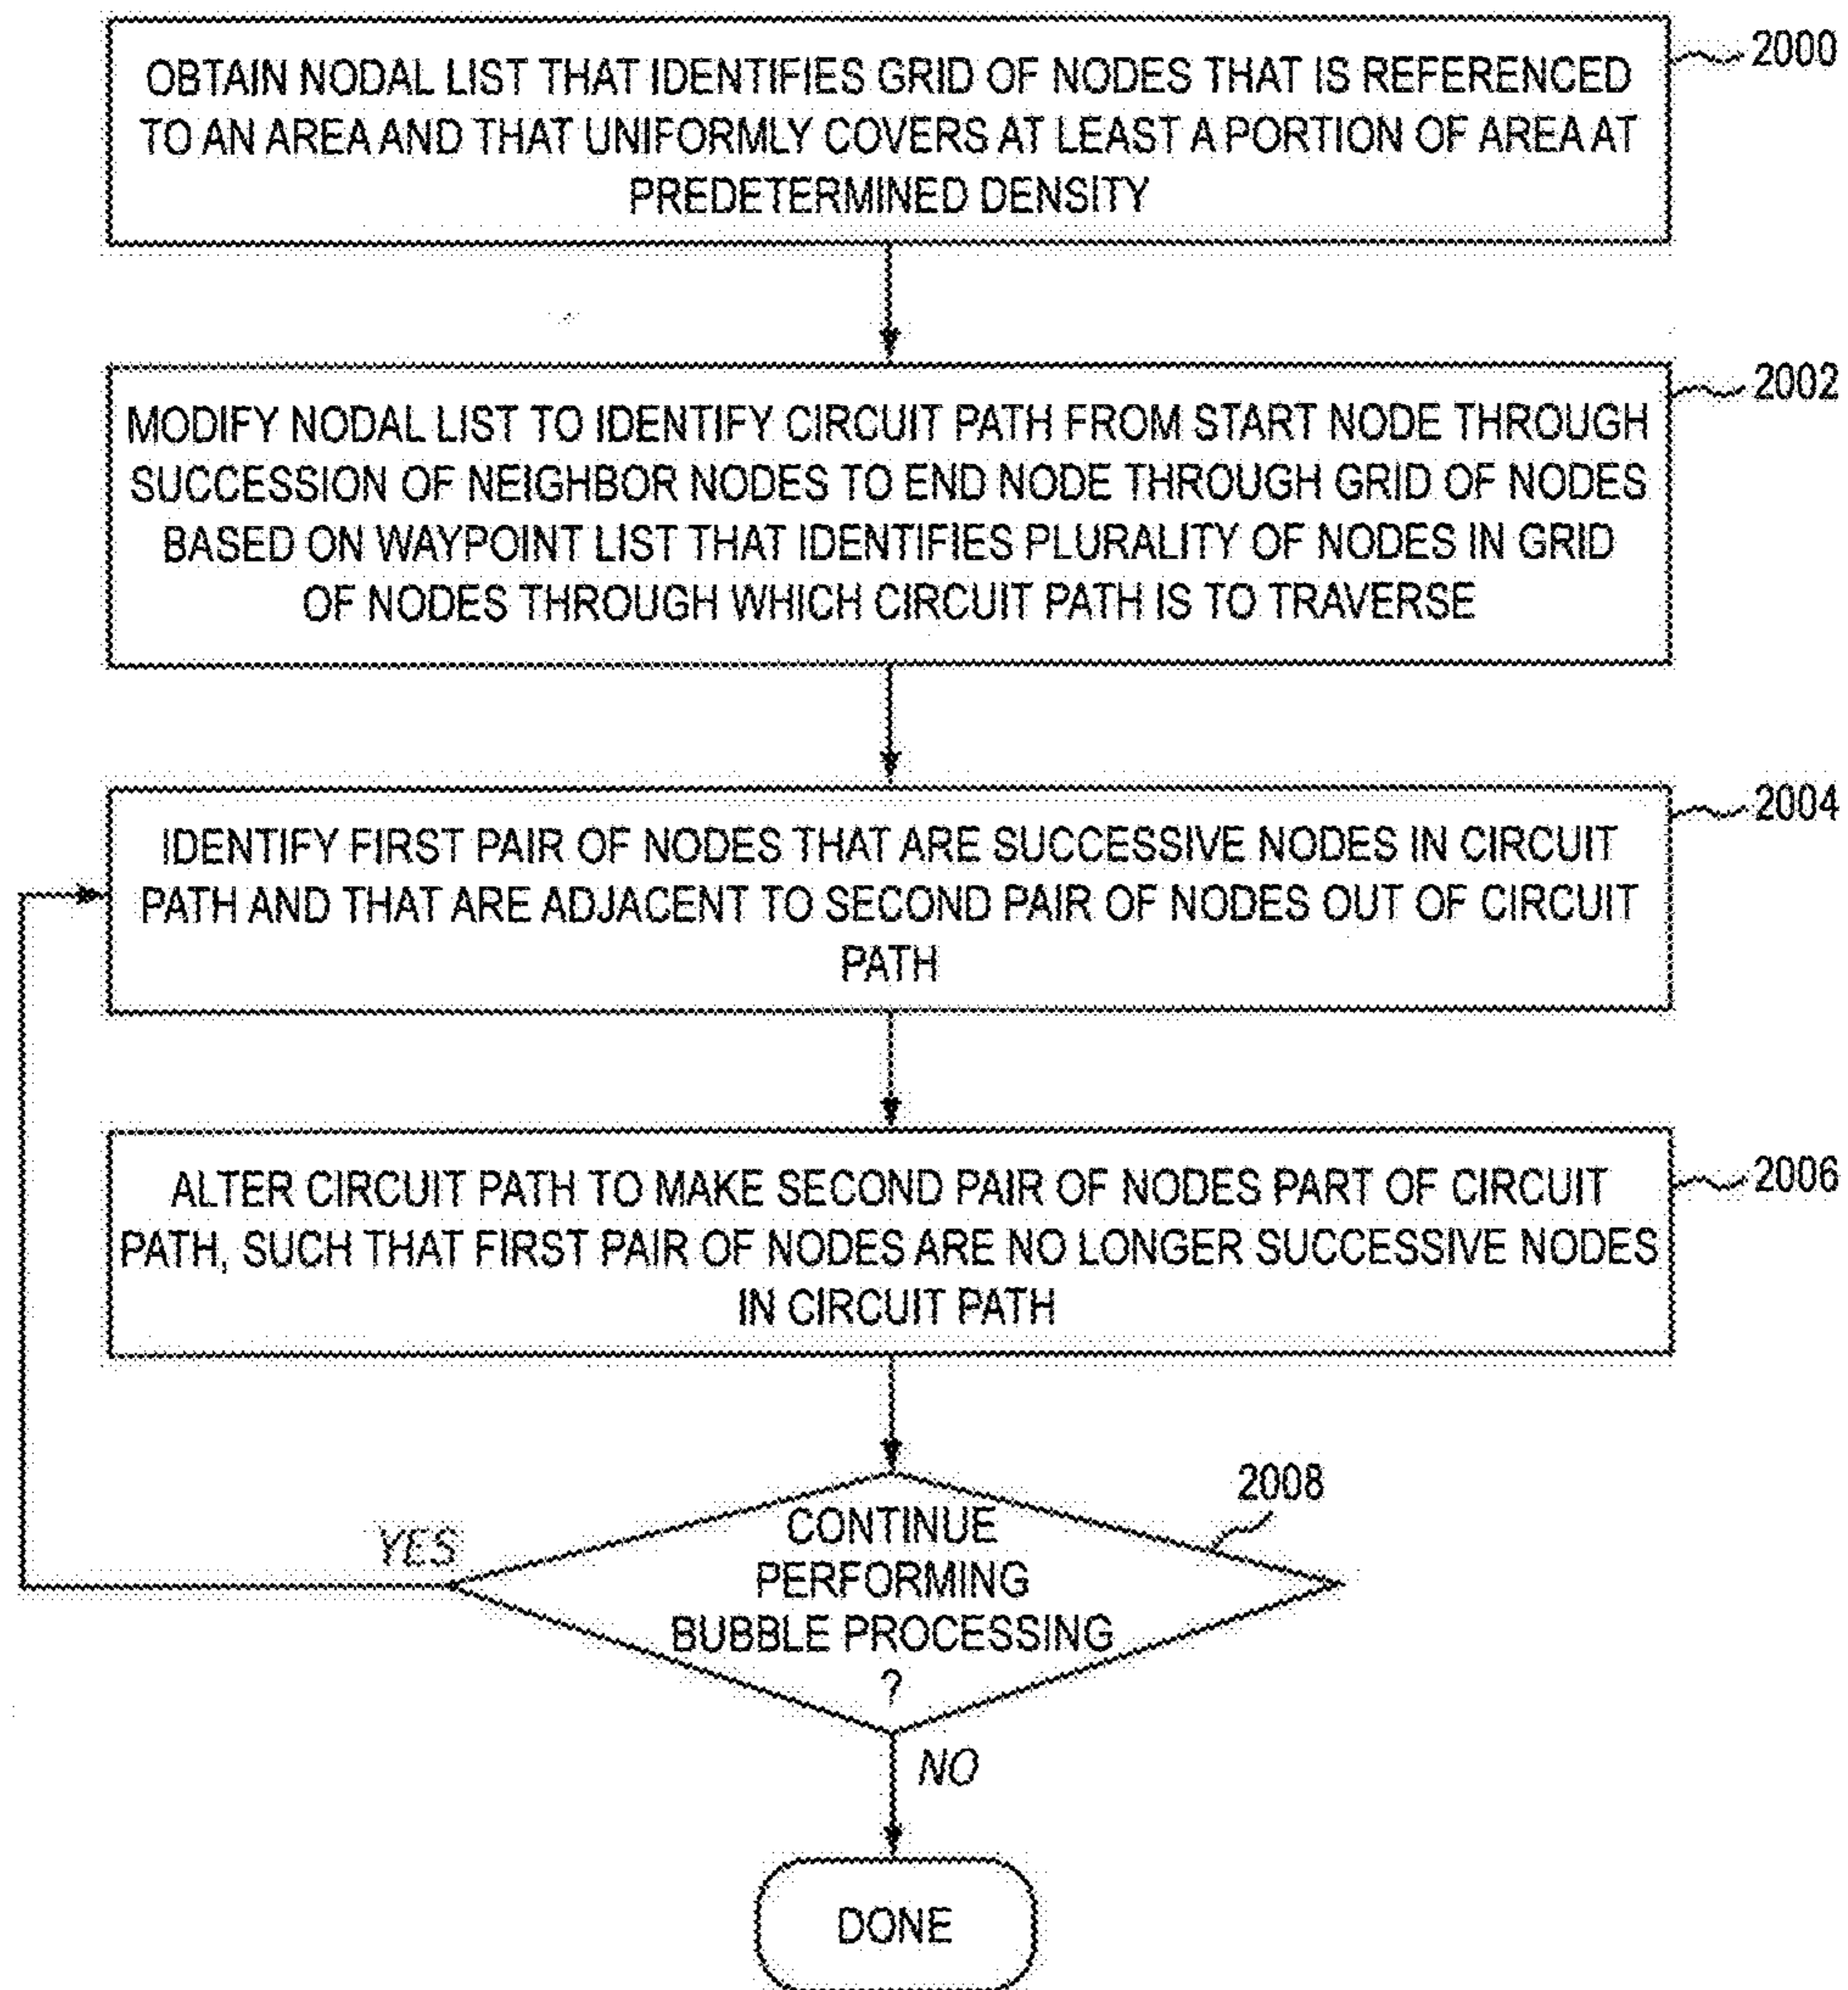 OBTAIN NODAL LIST THAT IDENTIFIES GRID OF NODES THAT IS REFERENCED
TO AN AREA AND THAT UNIFORMLY COVERS AT LEAST A PORTION OF AREA AT
PREDETERMINED DENSITY
2000
MODIFY NODAL LIST TO IDENTIFY CIRCUIT PATH FROM START NODE THROUGH
SUCCESSION OF NEIGHBOR NODES TO END NODE THROUGH GRID OF NODES
BASED ON WAYPOINT LIST THAT IDENTIFIES PLURALITY OF NODES IN GRID
OF NODES THROUGH WHICH CIRCUIT PATH IS TO TRAVERSE
2002
IDENTIFY FIRST PAIR OF NODES THAT ARE SUCCESSIVE NODES IN CIRCUIT
PATH AND THAT ARE ADJACENT TO SECOND PAIR OF NODES OUT OF CIRCUIT
PATH
2004
ALTER CIRCUIT PATH TO MAKE SECOND PAIR OF NODES PART OF CIRCUIT
PATH, SUCH THAT FIRST PAIR OF NODES ARE NO LONGER SUCCESSIVE NODES
IN CIRCUIT PATH
2006
2008
YES
CONTINUE
PERFORMING
BUBBLE PROCESSING
?
NO
DONE